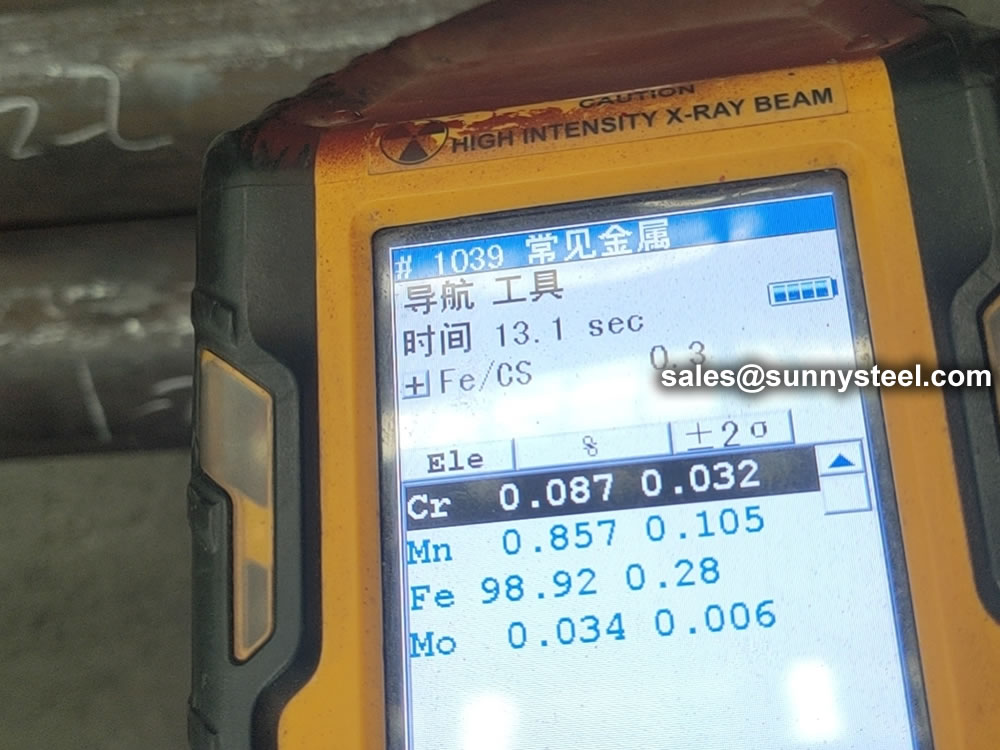 CAUTION
HIGH INTENSITY X-RAY BEAM
# 1039 常见金属
导航 工具
时间 13.1 sec
+Fe/CS 0.3
sales@sunnysteel.com
Ele % ±2σ
Cr 0.087 0.032
Mn 0.857 0.105
Fe 98.92 0.28
Mo 0.034 0.006